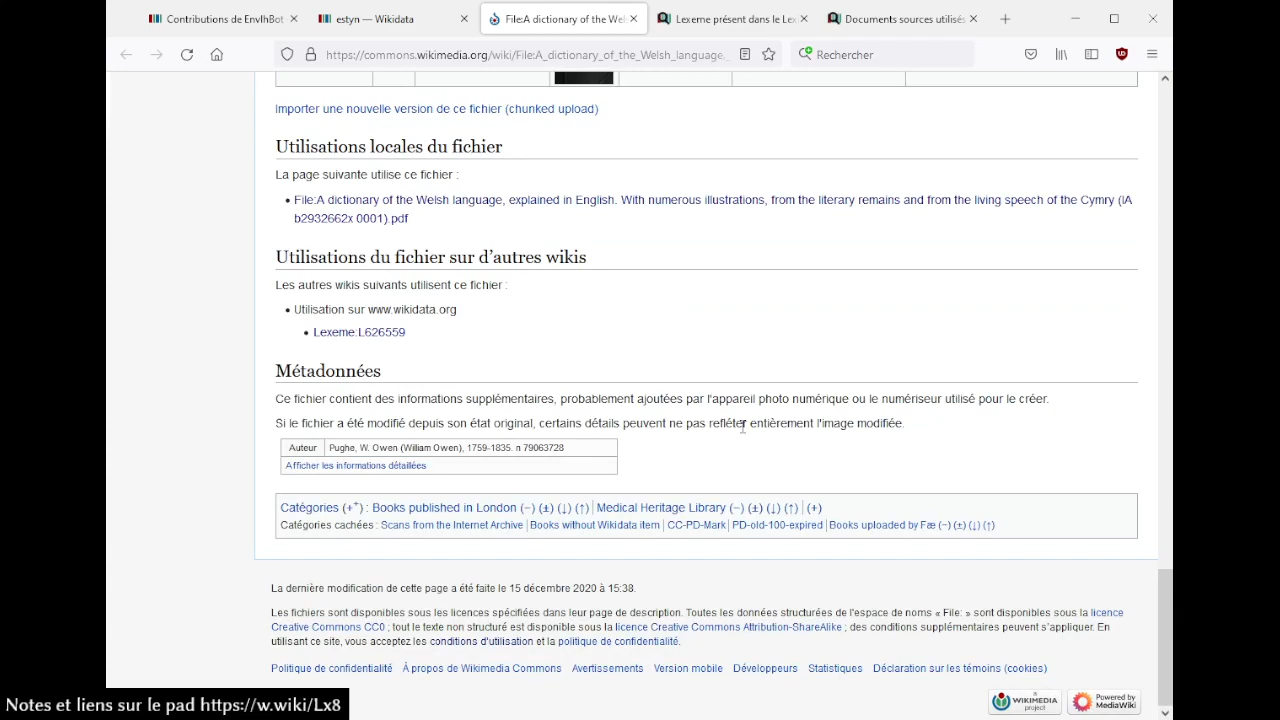 Contributions de EnvlhBot
estyn — Wikidata
File:A dictionary of the Wel
Lexeme présent dans le Lex
Documents sources utilisés
https://commons.wikimedia.org/wiki/File:A_dictionary_of_the_Welsh_language,
Rechercher
Importer une nouvelle version de ce fichier (chunked upload)
Utilisations locales du fichier
La page suivante utilise ce fichier :
File:A dictionary of the Welsh language, explained in English. With numerous illustrations, from the literary remains and from the living speech of the Cymry (IA
b2932662x 0001).pdf
Utilisations du fichier sur d’autres wikis
Les autres wikis suivants utilisent ce fichier :
Utilisation sur www.wikidata.org
Lexeme:L626559
Métadonnées
Ce fichier contient des informations supplémentaires, probablement ajoutées par l'appareil photo numérique ou le numériseur utilisé pour le créer.
Si le fichier a été modifié depuis son état original, certains détails peuvent ne pas refléter entièrement l'image modifiée.
Auteur Pughe, W. Owen (William Owen), 1759-1835. n 79063728
Afficher les informations détaillées
Catégories (+⁺) : Books published in London (−) (±) (↓) (↑) | Medical Heritage Library (−) (±) (↓) (↑) | (+)
Catégories cachées : Scans from the Internet Archive | Books without Wikidata item | CC-PD-Mark | PD-old-100-expired | Books uploaded by Fæ (−) (±) (↓) (↑)
La dernière modification de cette page a été faite le 15 décembre 2020 à 15:38.
Les fichiers sont disponibles sous les licences spécifiées dans leur page de description. Toutes les données structurées de l'espace de noms « File: » sont disponibles sous la licence
Creative Commons CC0 ; tout le texte non structuré est disponible sous la licence Creative Commons Attribution-ShareAlike ; des conditions supplémentaires peuvent s’appliquer. En
utilisant ce site, vous acceptez les conditions d'utilisation et la politique de confidentialité.
Politique de confidentialité À propos de Wikimedia Commons Avertissements Version mobile Développeurs Statistiques Déclaration sur les témoins (cookies)
a WIKIMEDIA project
Powered by MediaWiki
Notes et liens sur le pad https://w.wiki/Lx8